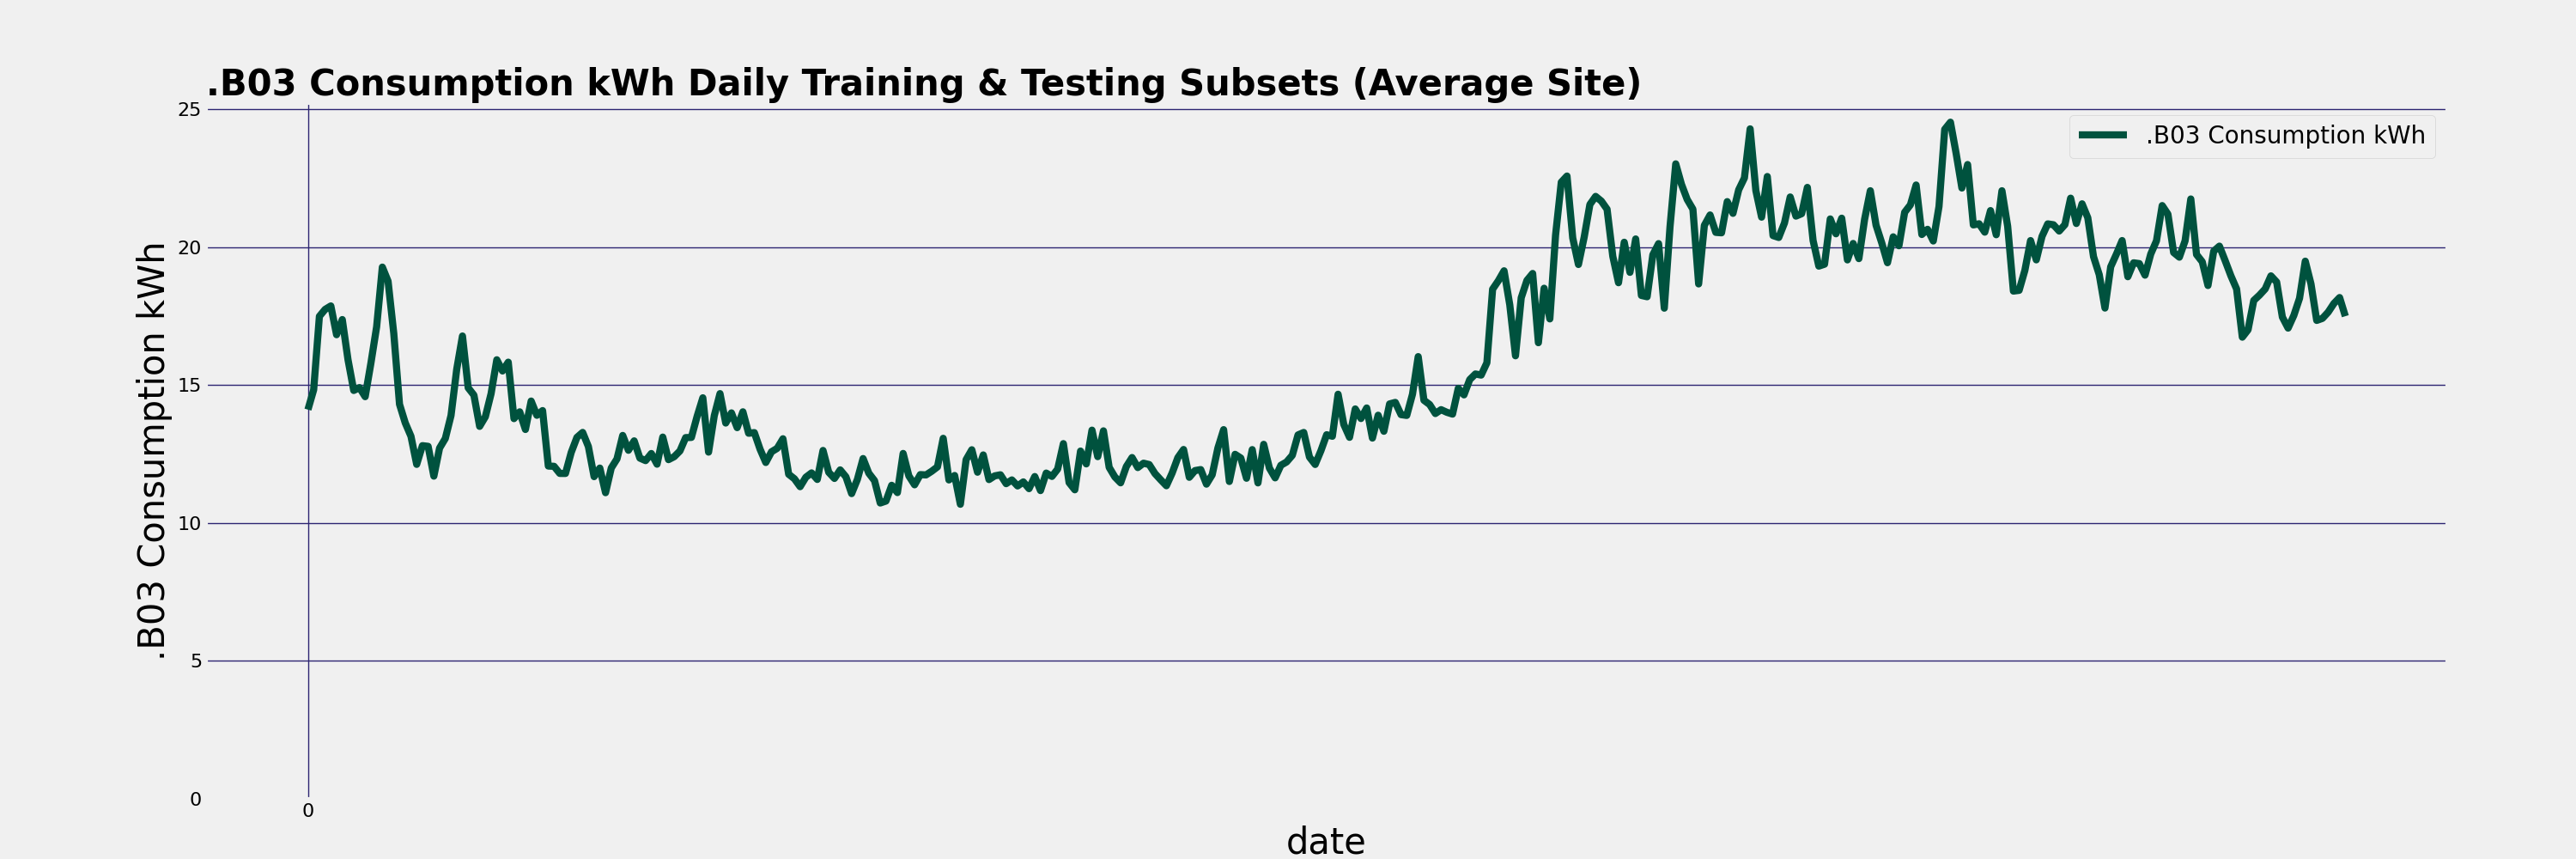 .B03 Consumption kWh Daily Training & Testing Subsets (Average Site)
25
.B03 Consumption kWh
20
15
10
5
0
.B03 Consumption kWh
0
date